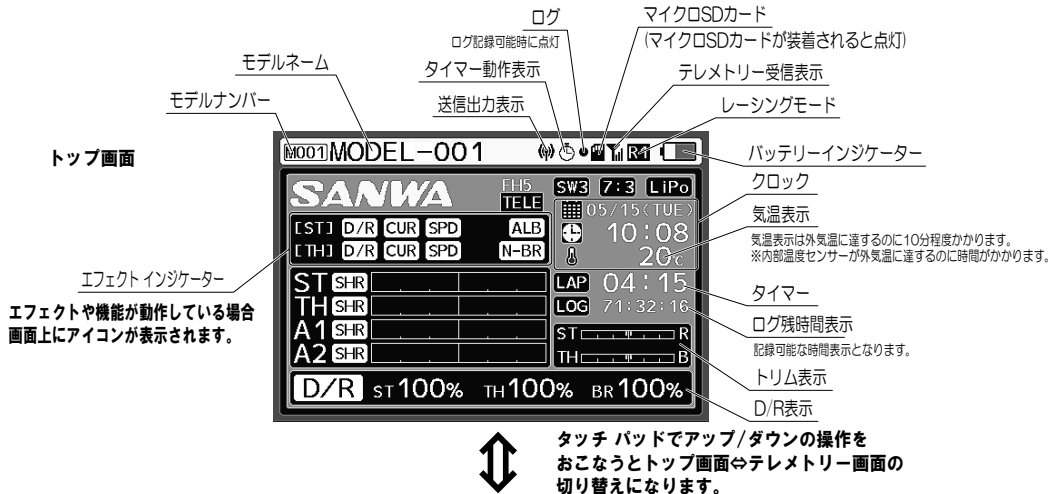 ログ
ログ記録可能時に点灯
マイクロSDカード
(マイクロSDカードが装着されると点灯)
モデルネーム
タイマー動作表示
テレメトリー受信表示
モデルナンバー
送信出力表示
レーシングモード
トップ画面
M001 MODEL-001 R1
バッテリーインジケーター
SANWA FH5 TELE
SW3 7:3 LiPo
クロック
05/15(TUE)
10:08
20℃
気温表示
気温表示は外気温に達するのに10分程度かかります。
※内部温度センサーが外気温に達するのに時間がかかります。
[ST] D/R CUR SPD ALB
[TH] D/R CUR SPD N-BR
エフェクト インジケーター
エフェクトや機能が動作している場合
画面上にアイコンが表示されます。
ST SHR
TH SHR
A1 SHR
A2 SHR
LAP 04:15
LOG 71:32:16
タイマー
ログ残時間表示
記録可能な時間表示となります。
ST R
TH B
トリム表示
D/R ST100% TH100% BR100%
D/R表示
タッチ パッドでアップ/ダウンの操作を
おこなうとトップ画面⇔テレメトリー画面の
切り替えになります。